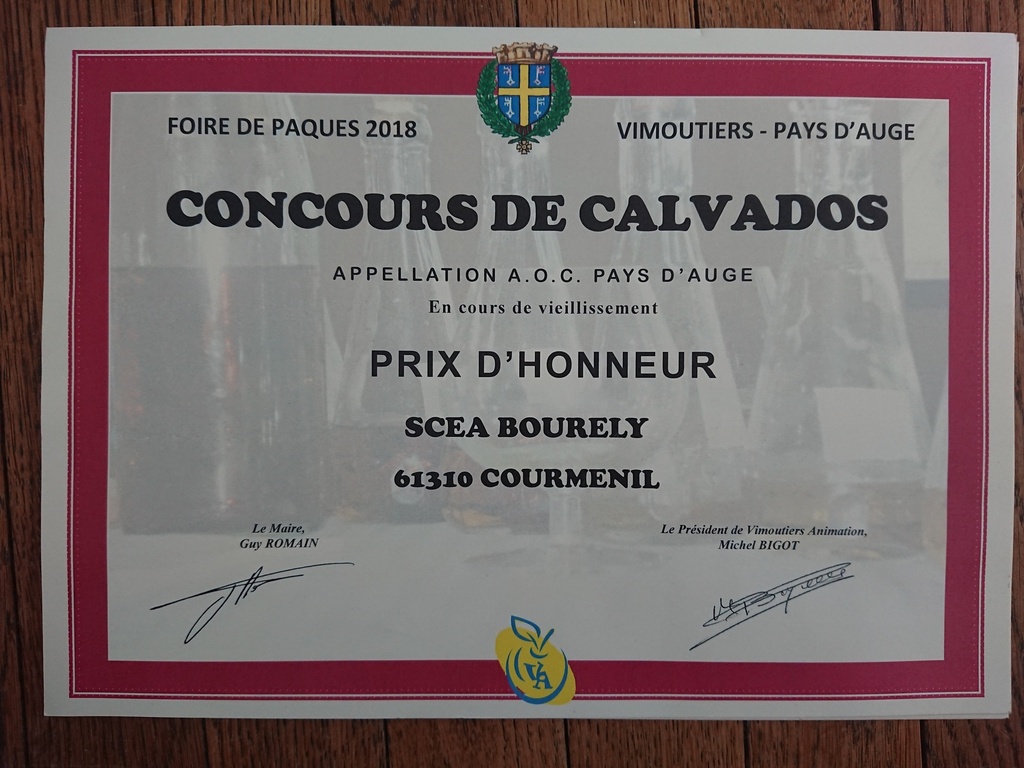 FOIRE DE PAQUES 2018
VIMOUTIERS - PAYS D'AUGE
CONCOURS DE CALVADOS
APPELLATION A.O.C. PAYS D'AUGE
En cours de vieillissement
PRIX D'HONNEUR
SCEA BOURELY
61310 COURMENIL
Le Maire,
Guy ROMAIN
Le Président de Vimoutiers Animation,
Michel BIGOT
VA